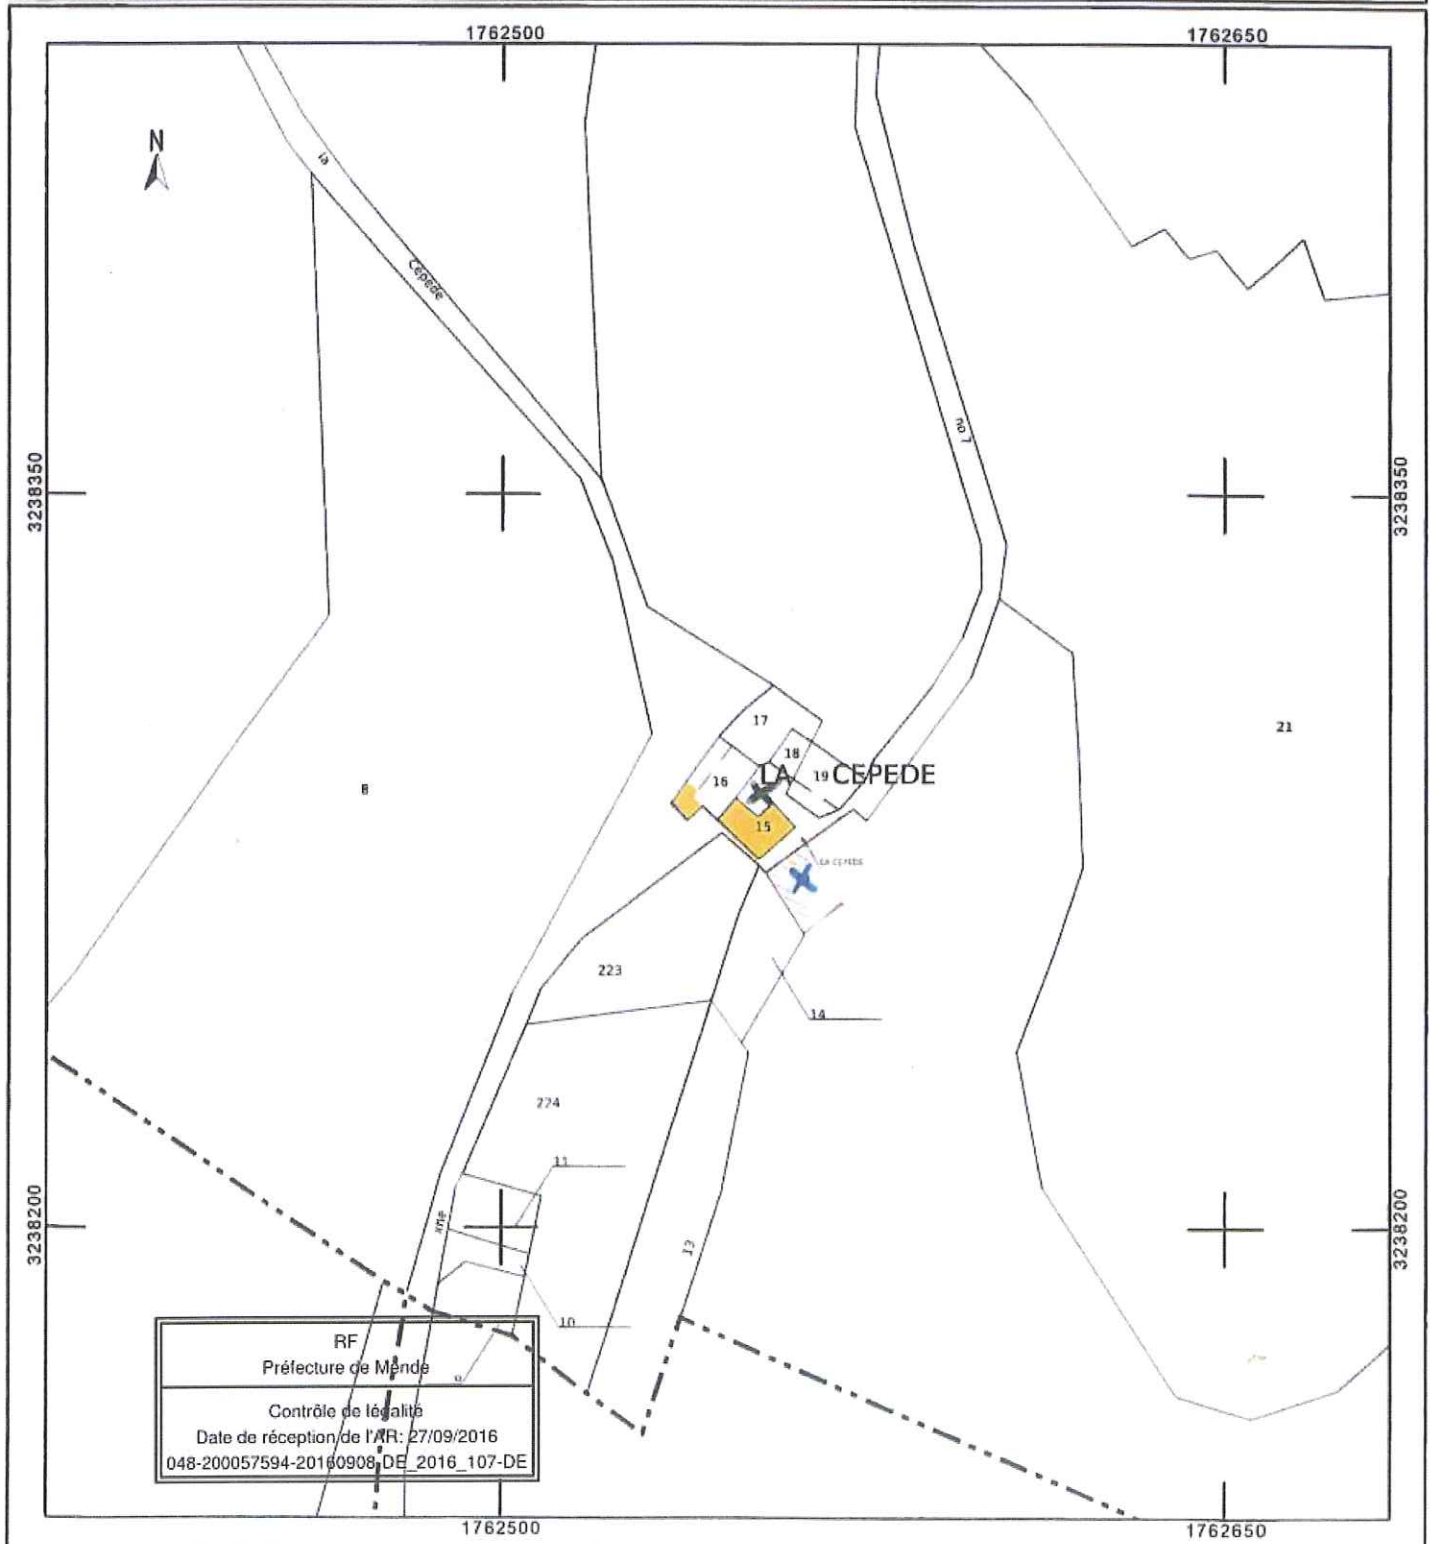 1762500
1762650
N
la
Cépède
no 7
3238350
3238350
17
18
21
LA CEPEDE
16
19
8
15
LA CEPEDE
223
14
224
11
3238200
3238200
13
10
RF
Préfecture de Mende
9
Contrôle de légalité
Date de réception de l'AR: 27/09/2016
048-200057594-20160908-DE_2016_107-DE
1762500
1762650